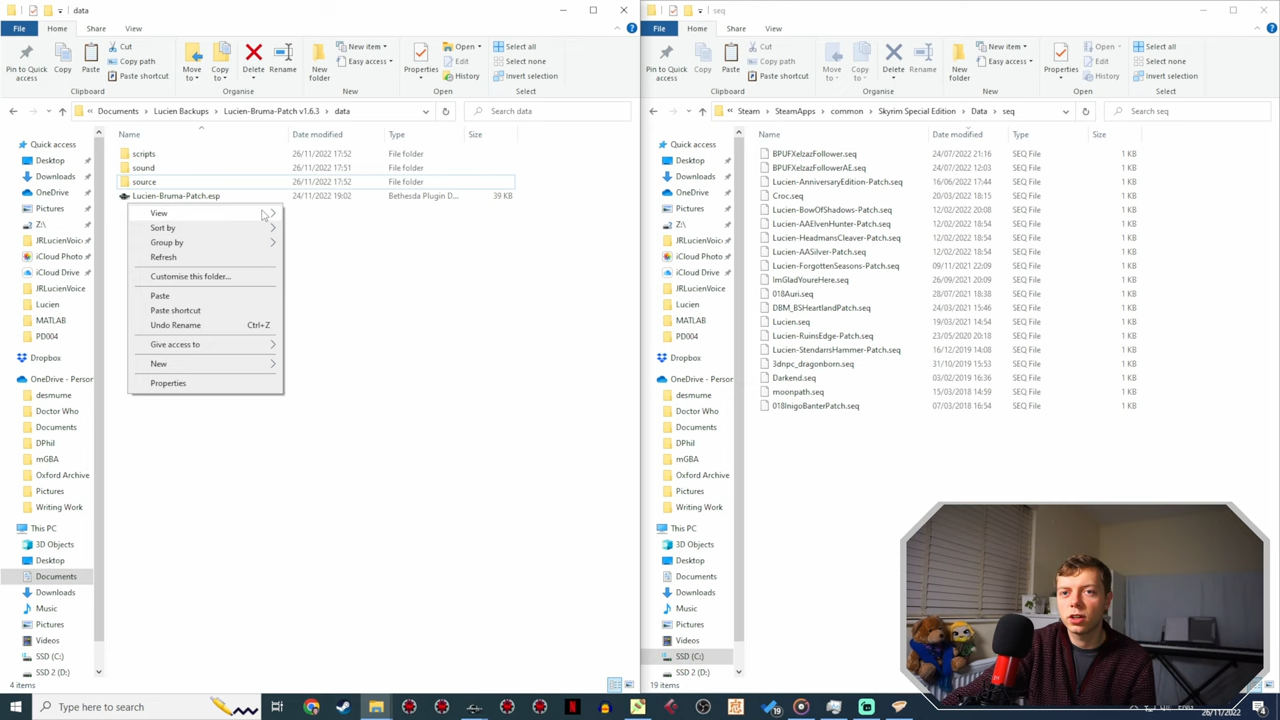 data
File Home Share View
Pin to Quick access
Copy
Paste
Cut
Copy path
Paste shortcut
Clipboard
Move to
Copy to
Delete
Rename
Organise
New folder
New item
Easy access
New
Properties
Open
Edit
History
Open
Select all
Select none
Invert selection
Select
Documents Lucien Backups Lucien-Bruma-Patch v1.6.3 data
Search data
Name Date modified Type Size
scripts 26/11/2022 17:52 File folder
sound 26/11/2022 17:51 File folder
source 26/11/2022 17:52 File folder
Lucien-Bruma-Patch.esp 24/11/2022 19:02 Bethesda Plugin D... 39 KB
View
Sort by
Group by
Refresh
Customise this folder...
Paste
Paste shortcut
Undo Rename Ctrl+Z
Give access to
New
Properties
Quick access
Desktop
Downloads
OneDrive
Pictures
Z:\
JRLucienVoice
iCloud Photo
iCloud Drive
JRLucienVoice
Lucien
MATLAB
PD004
Dropbox
OneDrive - Person
desmume
Doctor Who
Documents
DPhil
mGBA
Oxford Archive
Pictures
Writing Work
This PC
3D Objects
Desktop
Documents
Downloads
Music
Pictures
Videos
SSD (C:)
SSD 2 (D:)
4 items
seq
File Home Share View
Pin to Quick access
Copy
Paste
Cut
Copy path
Paste shortcut
Clipboard
Move to
Copy to
Delete
Rename
Organise
New folder
New item
Easy access
New
Properties
Open
Edit
History
Open
Select all
Select none
Invert selection
Select
Steam SteamApps common Skyrim Special Edition Data seq
Search seq
Name Date modified Type Size
BPUFXelzazFollower.seq 24/07/2022 21:16 SEQ File 1 KB
BPUFXelzazFollowerAE.seq 24/07/2022 12:03 SEQ File 1 KB
Lucien-AnniversaryEdition-Patch.seq 16/06/2022 17:44 SEQ File 1 KB
Croc.seq 20/03/2022 16:45 SEQ File 1 KB
Lucien-BowOfShadows-Patch.seq 12/02/2022 20:08 SEQ File 1 KB
Lucien-AAElvenHunter-Patch.seq 12/02/2022 19:08 SEQ File 1 KB
Lucien-HeadmansCleaver-Patch.seq 12/02/2022 19:08 SEQ File 1 KB
Lucien-AASilver-Patch.seq 12/02/2022 19:08 SEQ File 1 KB
Lucien-ForgottenSeasons-Patch.seq 09/11/2021 22:09 SEQ File 1 KB
ImGladYoureHere.seq 26/09/2021 20:09 SEQ File 1 KB
018Auri.seq 28/07/2021 18:38 SEQ File 1 KB
DBM_BSHeartlandPatch.seq 24/03/2021 15:46 SEQ File 1 KB
Lucien.seq 19/03/2021 14:54 SEQ File 1 KB
Lucien-RuinsEdge-Patch.seq 23/05/2020 18:08 SEQ File 1 KB
Lucien-StendarrsHammer-Patch.seq 16/12/2019 14:08 SEQ File 1 KB
3dnpc_dragonborn.seq 31/10/2019 15:53 SEQ File 1 KB
Darkend.seq 03/02/2019 16:36 SEQ File 1 KB
moonpath.seq 15/03/2018 14:59 SEQ File 1 KB
018InigoBanterPatch.seq 07/03/2018 16:54 SEQ File 1 KB
Quick access
Desktop
Downloads
OneDrive
Pictures
Z:\
JRLucienVoice
iCloud Photo
iCloud Drive
JRLucienVoice
Lucien
MATLAB
PD004
Dropbox
OneDrive - Person
desmume
Doctor Who
Documents
DPhil
mGBA
Oxford Archive
Pictures
Writing Work
This PC
3D Objects
Desktop
Documents
Downloads
Music
Pictures
Videos
SSD (C:)
SSD 2 (D:)
19 items
Type here to search
19
26/11/2022